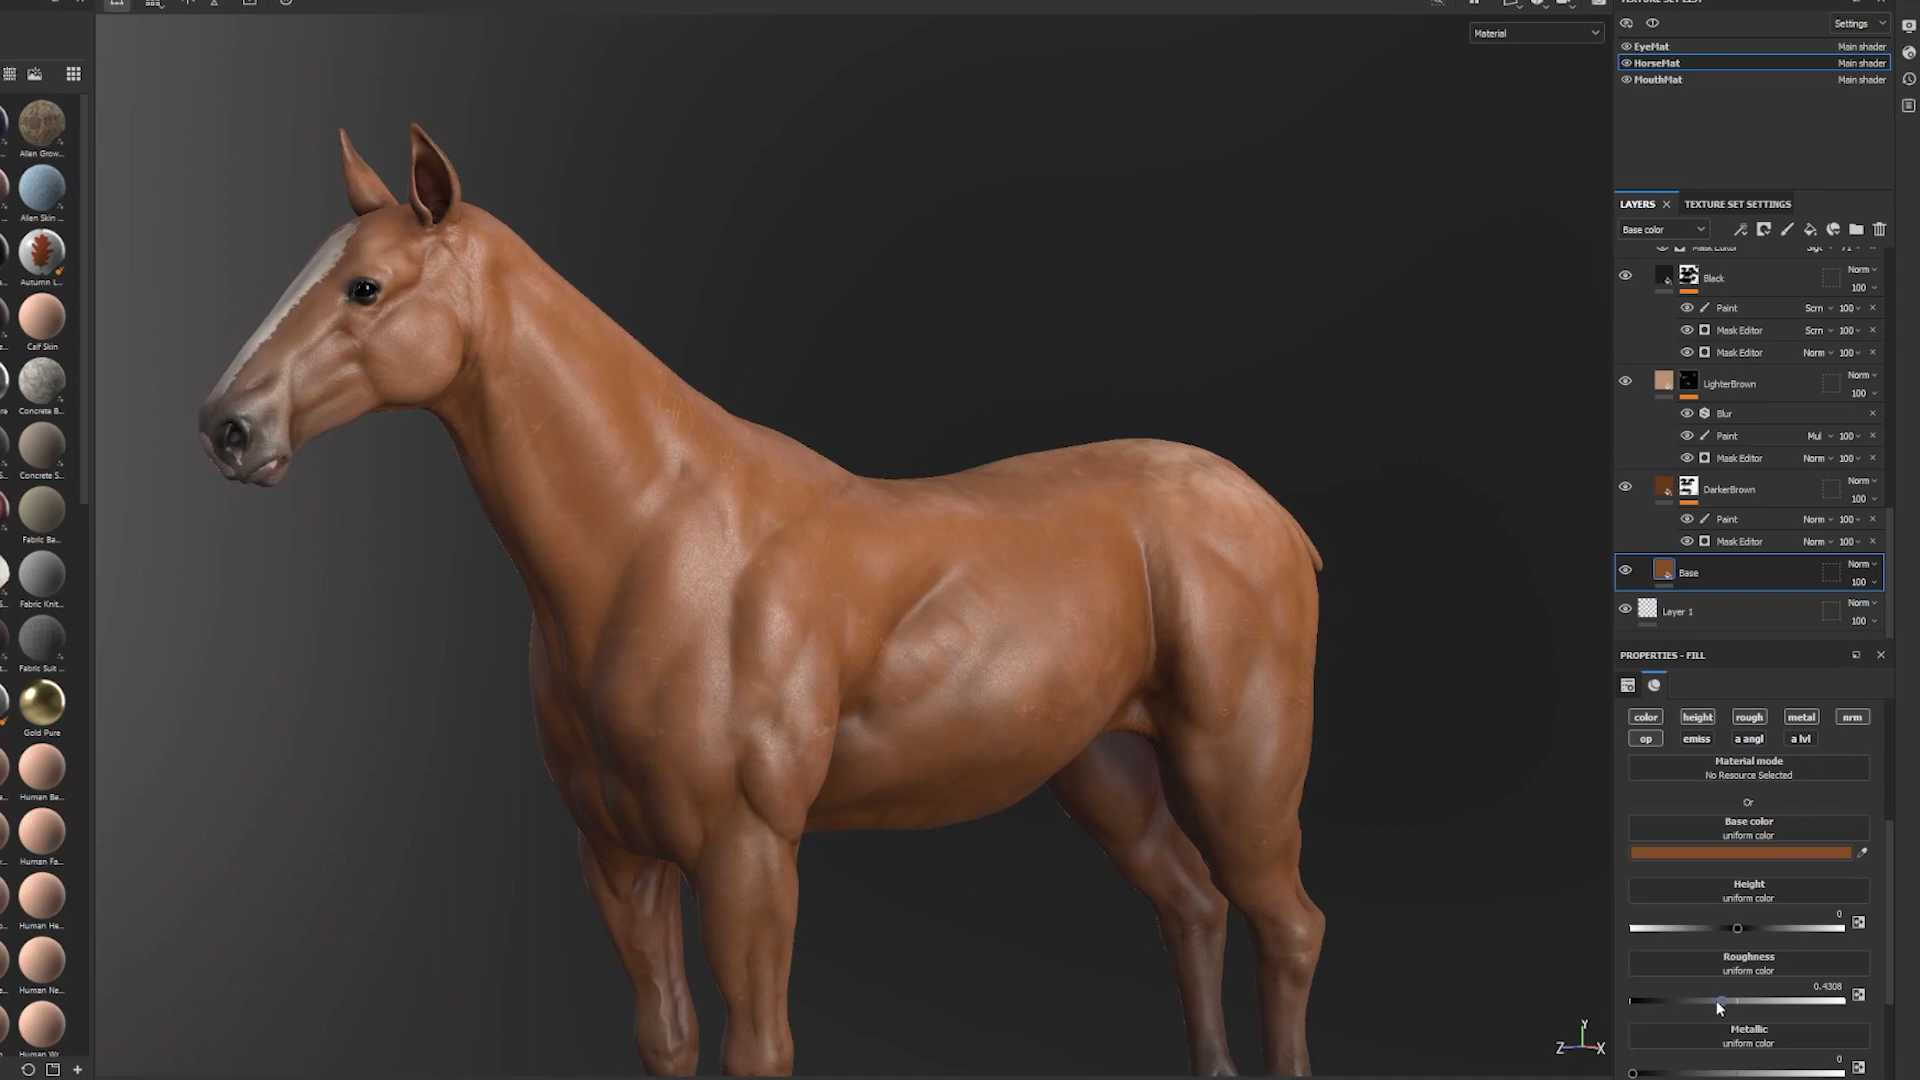 TEXTURE SET LIST
Settings
EyeMat Main shader
HorseMat Main shader
MouthMat Main shader
Material
LAYERS × TEXTURE SET SETTINGS
Base color
Mask Editor
Norm
Black
100
Paint Scrn 100
Mask Editor Scrn 100
Mask Editor Norm 100
Norm
LighterBrown
100
Blur
Paint Mul 100
Mask Editor Norm 100
Norm
DarkerBrown
100
Paint Norm 100
Mask Editor Norm 100
Norm
Base
100
Norm
Layer 1
100
PROPERTIES - FILL
color height rough metal nrm
op emiss a angl a lvl
Material mode
No Resource Selected
Or
Base color
uniform color
Height
uniform color
0
Roughness
uniform color
0.4308
Metallic
uniform color
0
Alien Grow...
Alien Skin ...
Autumn L...
Calf Skin
Concrete B...
Concrete S...
Fabric Ba...
Fabric Knit...
Fabric Suit ...
Gold Pure
Human Be...
Human Fa...
Human He...
Human Ne...
Human Wr...
Y
Z X